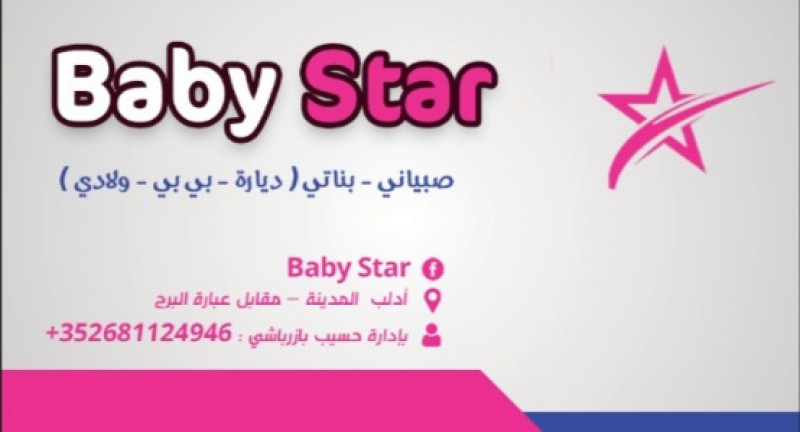 Baby Star
صبياني - بناتي ( ديارة - بي بي - ولادي )
Baby Star
أدلب المدينة – مقابل عبارة البرج
بإدارة حسيب بازرباشي : 352681124946+